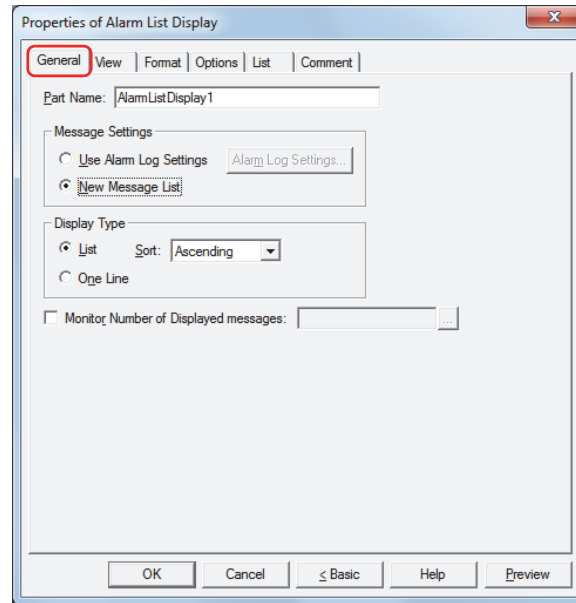 Properties of Alarm List Display
General View Format Options List Comment
Part Name: AlarmListDisplay1
Message Settings
Use Alarm Log Settings Alarm Log Settings...
New Message List
Display Type
List Sort: Ascending
One Line
Monitor Number of Displayed messages: ...
OK Cancel < Basic Help Preview